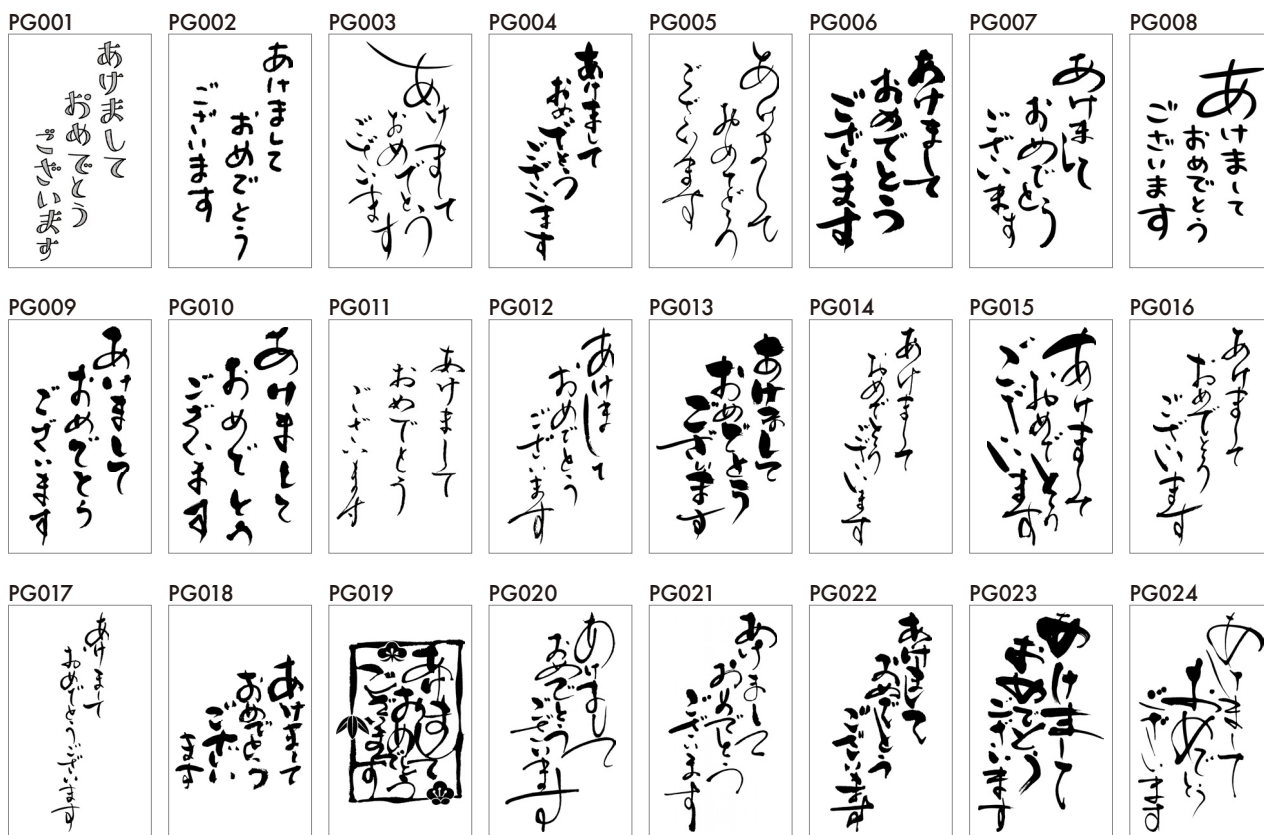 PG001
あけまして
おめでとう
ございます
PG002
あけまして
おめでとう
ございます
PG003
あけまして
おめでとう
ございます
PG004
あけまして
おめでとう
ございます
PG005
あけまして
おめでとう
ございます
PG006
あけまして
おめでとう
ございます
PG007
あけまして
おめでとう
ございます
PG008
あけまして
おめでとう
ございます
PG009
あけまして
おめでとう
ございます
PG010
あけまして
おめでとう
ございます
PG011
あけまして
おめでとう
ございます
PG012
あけまして
おめでとう
ございます
PG013
あけまして
おめでとう
ございます
PG014
あけまして
おめでとう
ございます
PG015
あけまして
おめでとう
ございます
PG016
あけまして
おめでとう
ございます
PG017
あけまして
おめでとうございます
PG018
あけまして
おめでとう
ござい
ます
PG019
あけまして
おめでとう
ございます
PG020
あけまして
おめでとう
ございます
PG021
あけまして
おめでとう
ございます
PG022
あけまして
おめでとう
ございます
PG023
あけまして
おめでとう
ございます
PG024
あけまして
おめでとう
ございます